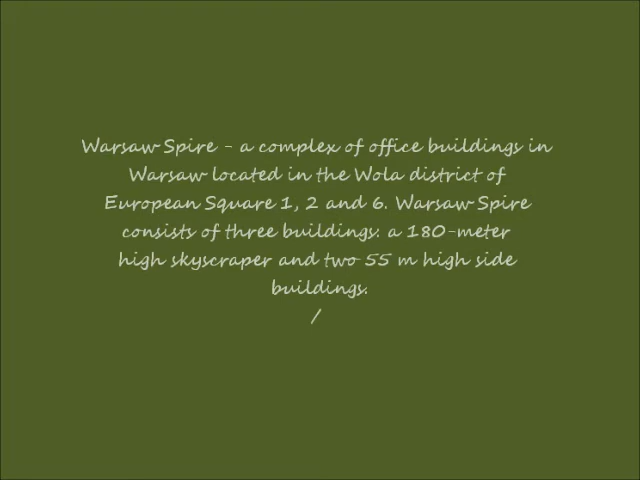 Warsaw Spire - a complex of office buildings in
Warsaw located in the Wola district of
European Square 1, 2 and 6. Warsaw Spire
consists of three buildings: a 180-meter
high skyscraper and two 55 m high side
buildings.
/